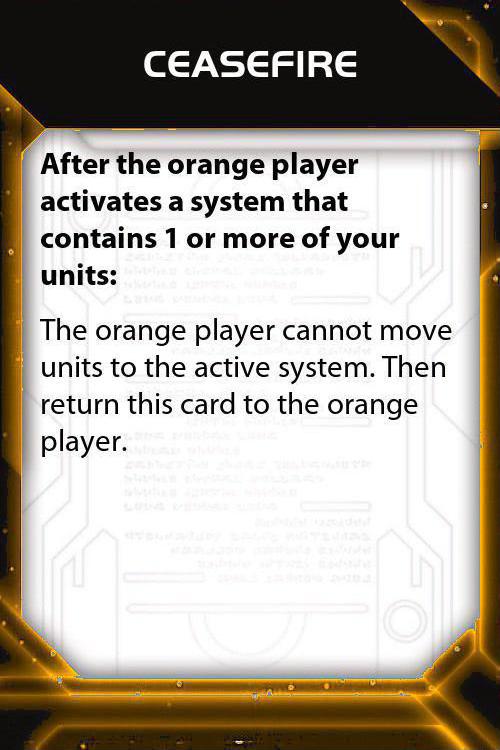 CEASEFIRE
After the orange player
activates a system that
contains 1 or more of your
units:
The orange player cannot move
units to the active system. Then
return this card to the orange
player.